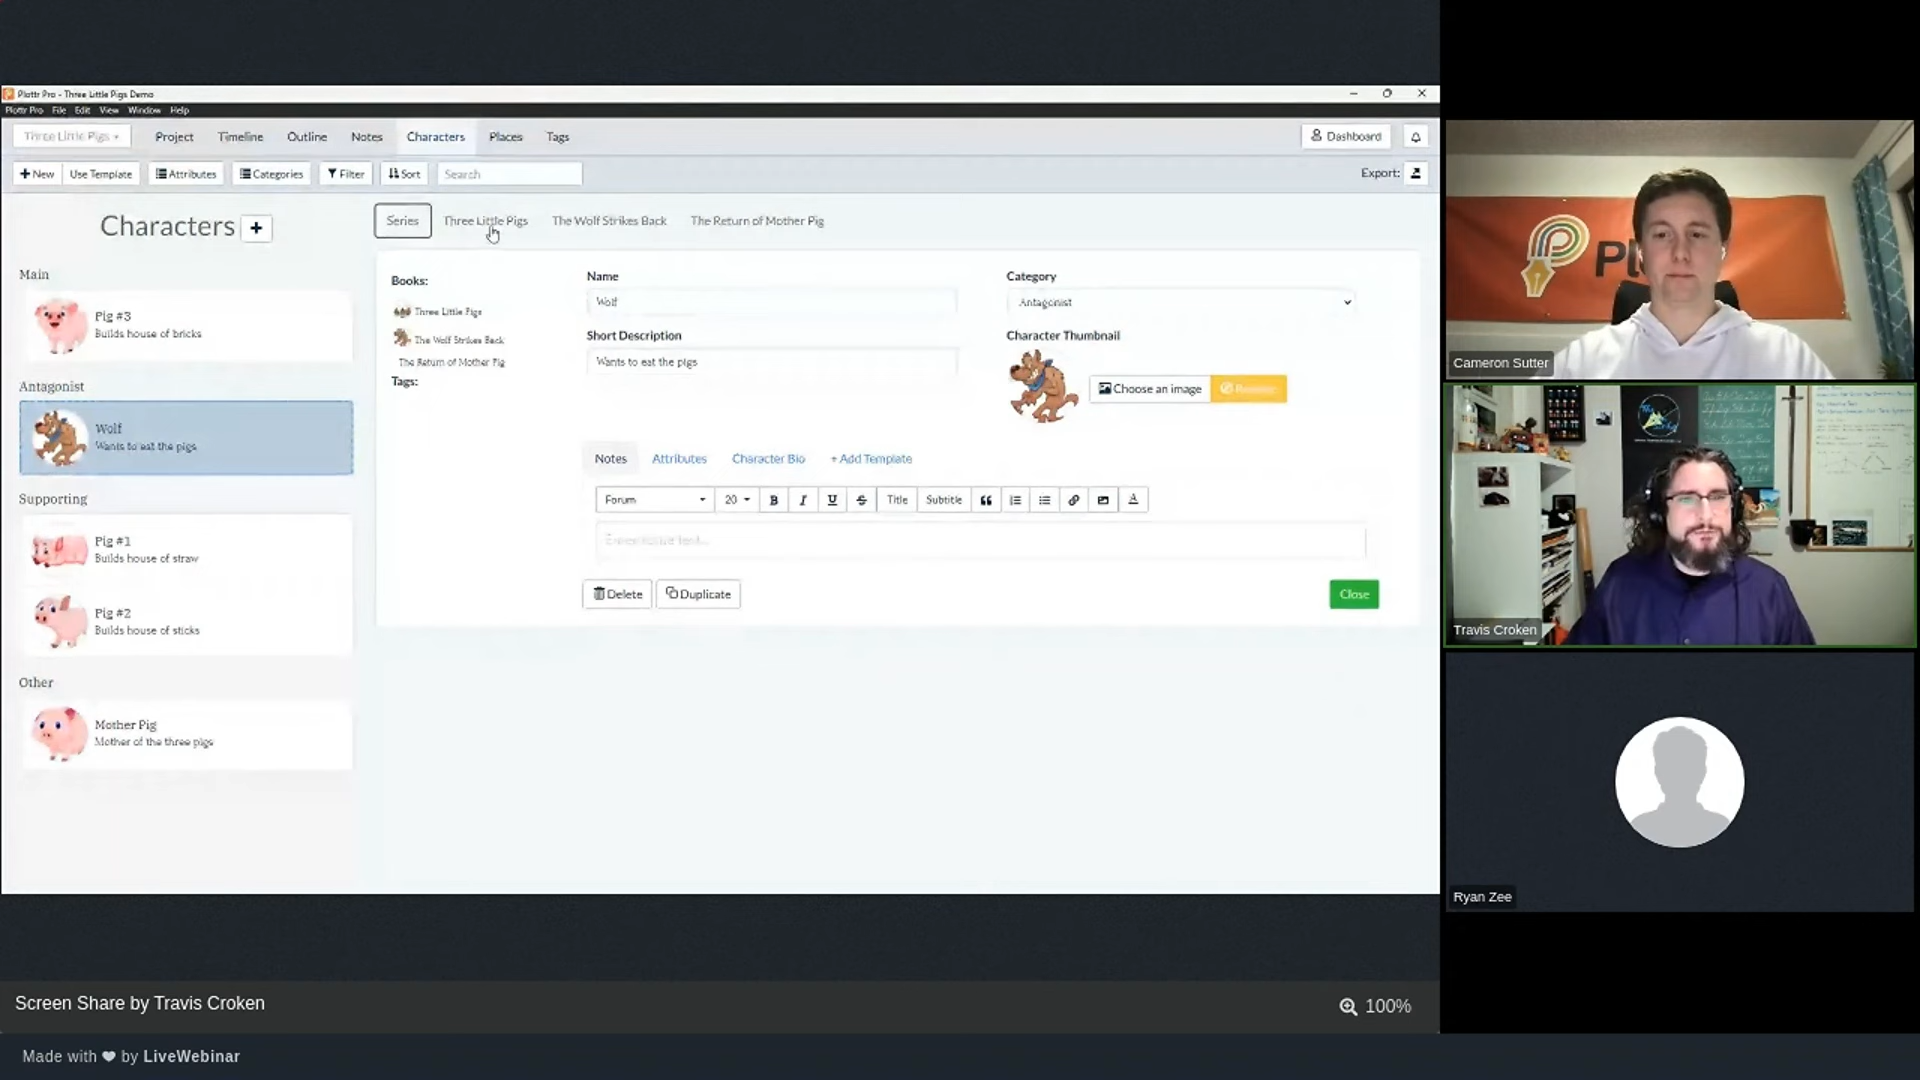 Plottr Pro - Three Little Pigs Demo
Plottr Pro File Edit View Window Help
Three Little Pigs
Project Timeline Outline Notes Characters Places Tags
Dashboard
New Use Template Attributes Categories Filter Sort Search
Export:
Characters
Main
Pig #3
Builds house of bricks
Antagonist
Wolf
Wants to eat the pigs
Supporting
Pig #1
Builds house of straw
Pig #2
Builds house of sticks
Other
Mother Pig
Mother of the three pigs
Series Three Little Pigs The Wolf Strikes Back The Return of Mother Pig
Books:
Three Little Pigs
The Wolf Strikes Back
The Return of Mother Pig
Tags:
Name
Wolf
Short Description
Wants to eat the pigs
Category
Antagonist
Character Thumbnail
Choose an image
Notes Attributes Character Bio + Add Template
Forum 20 B I U S Title Subtitle A
Delete Duplicate
Close
Cameron Sutter
Travis Croken
Ryan Zee
Screen Share by Travis Croken
100%
Made with ❤ by LiveWebinar